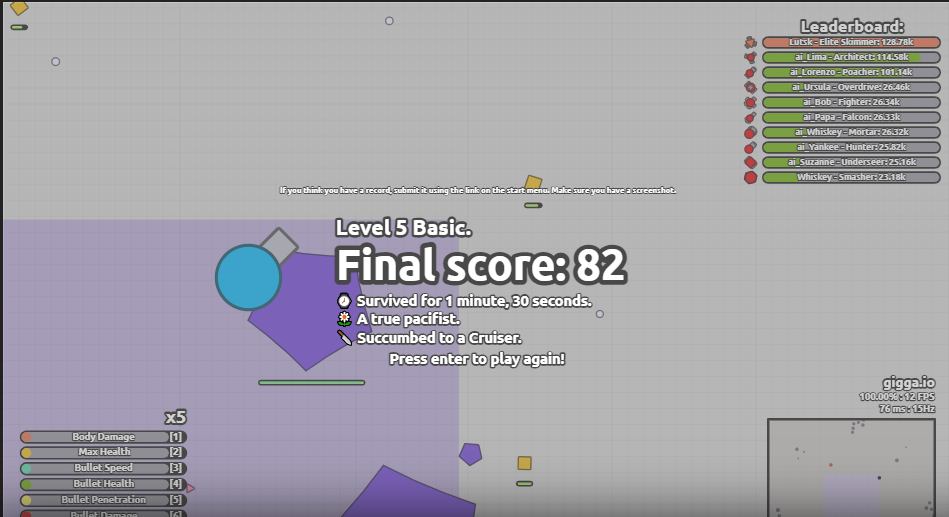 Leaderboard:
Lutsk - Elite Skimmer: 128.78k
ai_Lima - Architect: 114.58k
ai_Lorenzo - Poacher: 101.14k
ai_Ursula - Overdrive: 26.46k
ai_Bob - Fighter: 26.34k
ai_Papa - Falcon: 26.33k
ai_Whiskey - Mortar: 26.32k
ai_Yankee - Hunter: 25.82k
ai_Suzanne - Underseer: 25.16k
Whiskey - Smasher: 23.18k
If you think you have a record, submit it using the link on the start menu. Make sure you have a screenshot.
Level 5 Basic.
Final score: 82
Survived for 1 minute, 30 seconds.
A true pacifist.
Succumbed to a Cruiser.
Press enter to play again!
gigga.io
100.00% : 12 FPS
76 ms : 15Hz
x5
Body Damage [1]
Max Health [2]
Bullet Speed [3]
Bullet Health [4]
Bullet Penetration [5]
Bullet Damage [6]